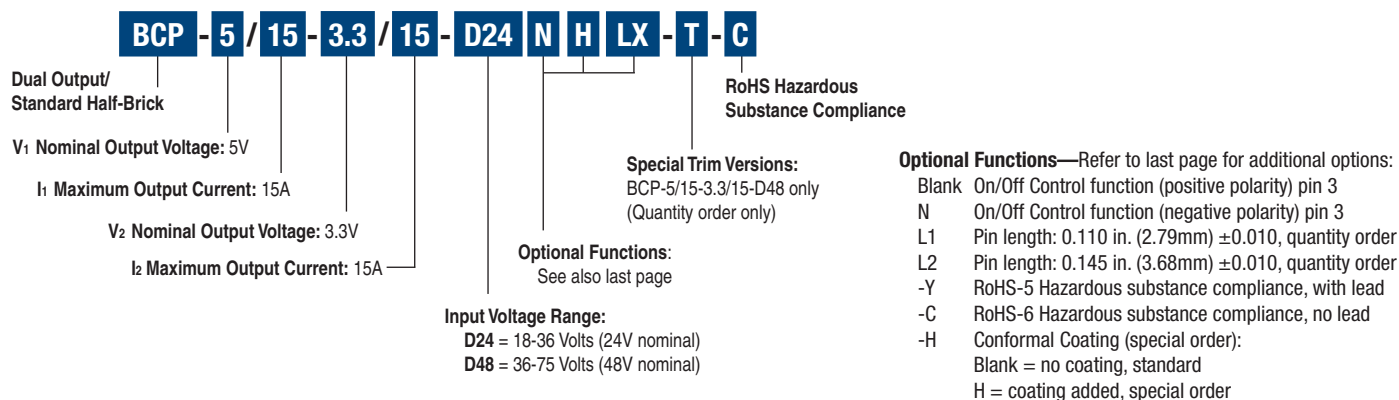 BCP - 5 / 15 - 3.3 / 15 - D24 N H LX - T - C
Dual Output/
Standard Half-Brick
V1 Nominal Output Voltage: 5V
I1 Maximum Output Current: 15A
V2 Nominal Output Voltage: 3.3V
I2 Maximum Output Current: 15A
Input Voltage Range:
D24 = 18-36 Volts (24V nominal)
D48 = 36-75 Volts (48V nominal)
Optional Functions:
See also last page
Special Trim Versions:
BCP-5/15-3.3/15-D48 only
(Quantity order only)
RoHS Hazardous
Substance Compliance
Optional Functions—Refer to last page for additional options:
Blank On/Off Control function (positive polarity) pin 3
N On/Off Control function (negative polarity) pin 3
L1 Pin length: 0.110 in. (2.79mm) ±0.010, quantity order
L2 Pin length: 0.145 in. (3.68mm) ±0.010, quantity order
-Y RoHS-5 Hazardous substance compliance, with lead
-C RoHS-6 Hazardous substance compliance, no lead
-H Conformal Coating (special order):
Blank = no coating, standard
H = coating added, special order